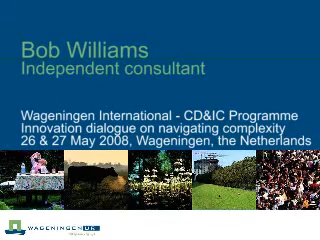 Bob Williams
Independent consultant
Wageningen International - CD&IC Programme
Innovation dialogue on navigating complexity
26 & 27 May 2008, Wageningen, the Netherlands
WAGENINGEN UR